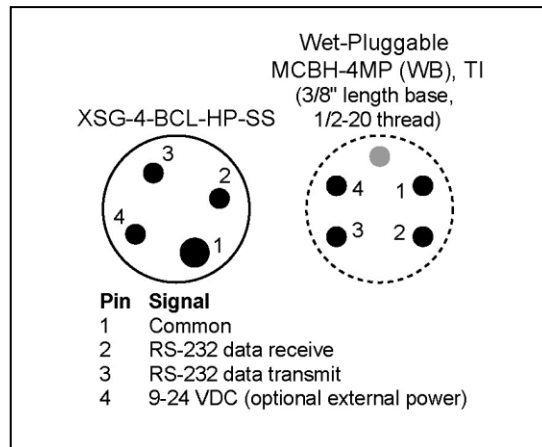 Wet-Pluggable
MCBH-4MP (WB), TI
(3/8" length base,
1/2-20 thread)
XSG-4-BCL-HP-SS
3
2
4
1
4
1
3
2
Pin Signal
1 Common
2 RS-232 data receive
3 RS-232 data transmit
4 9-24 VDC (optional external power)